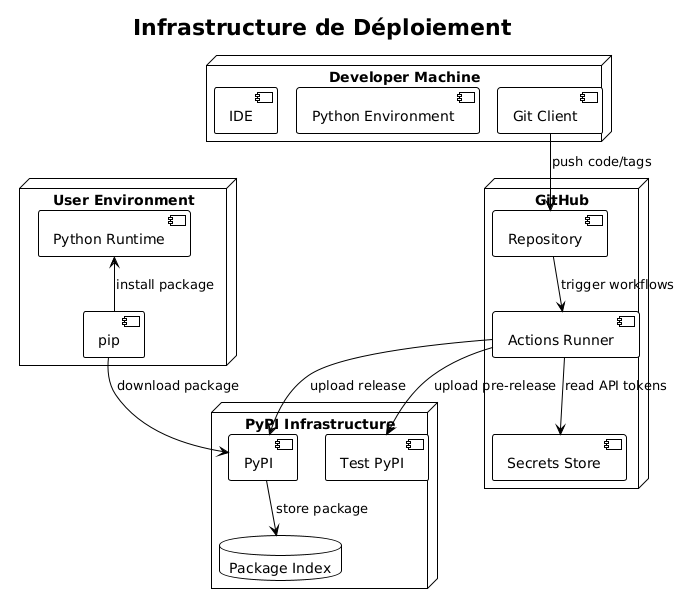 Infrastructure de Déploiement
Developer Machine
IDE
Python Environment
Git Client
push code/tags
User Environment
GitHub
Python Runtime
Repository
install package
trigger workflows
pip
Actions Runner
download package
upload release
upload pre-release
read API tokens
PyPI Infrastructure
PyPI
Test PyPI
Secrets Store
store package
Package Index